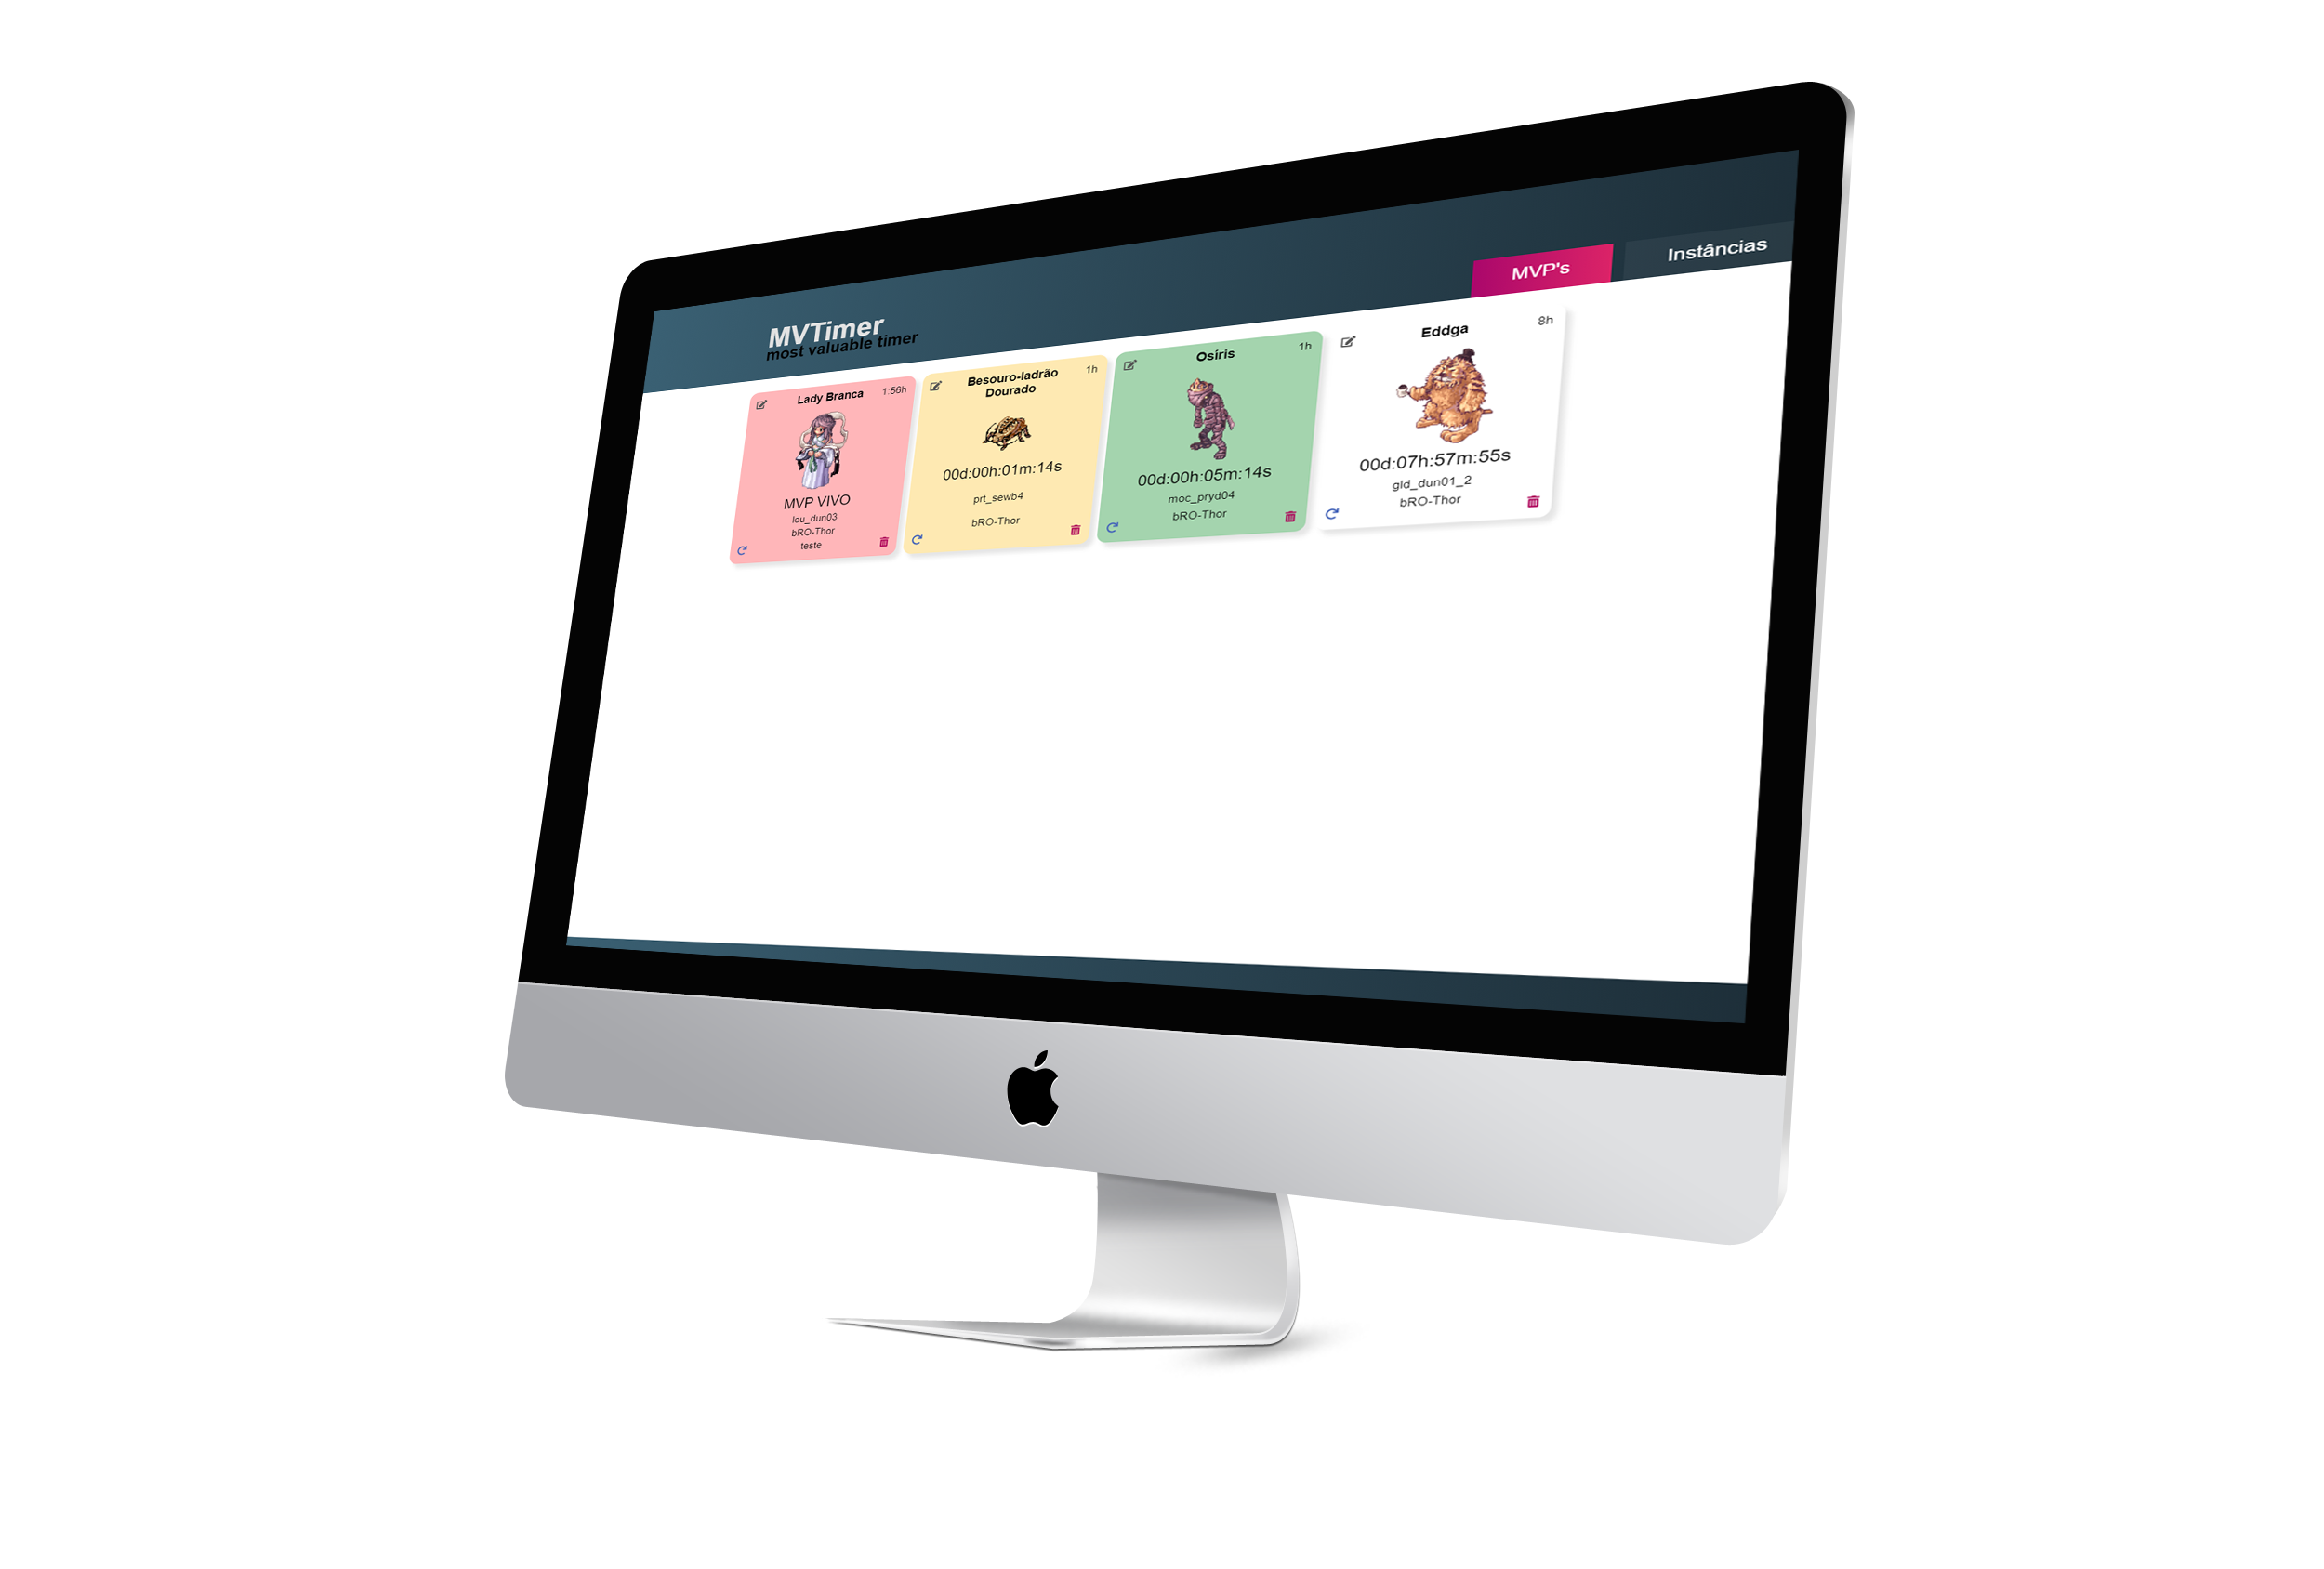 MVTimer
most valuable timer
MVP's
Instâncias
Lady Branca
1:56h
MVP VIVO
lou_dun03
bRO-Thor
teste
Besouro-ladrão
Dourado
1h
00d:00h:01m:14s
prt_sewb4
bRO-Thor
Osíris
1h
00d:00h:05m:14s
moc_pryd04
bRO-Thor
Eddga
8h
00d:07h:57m:55s
gld_dun01_2
bRO-Thor